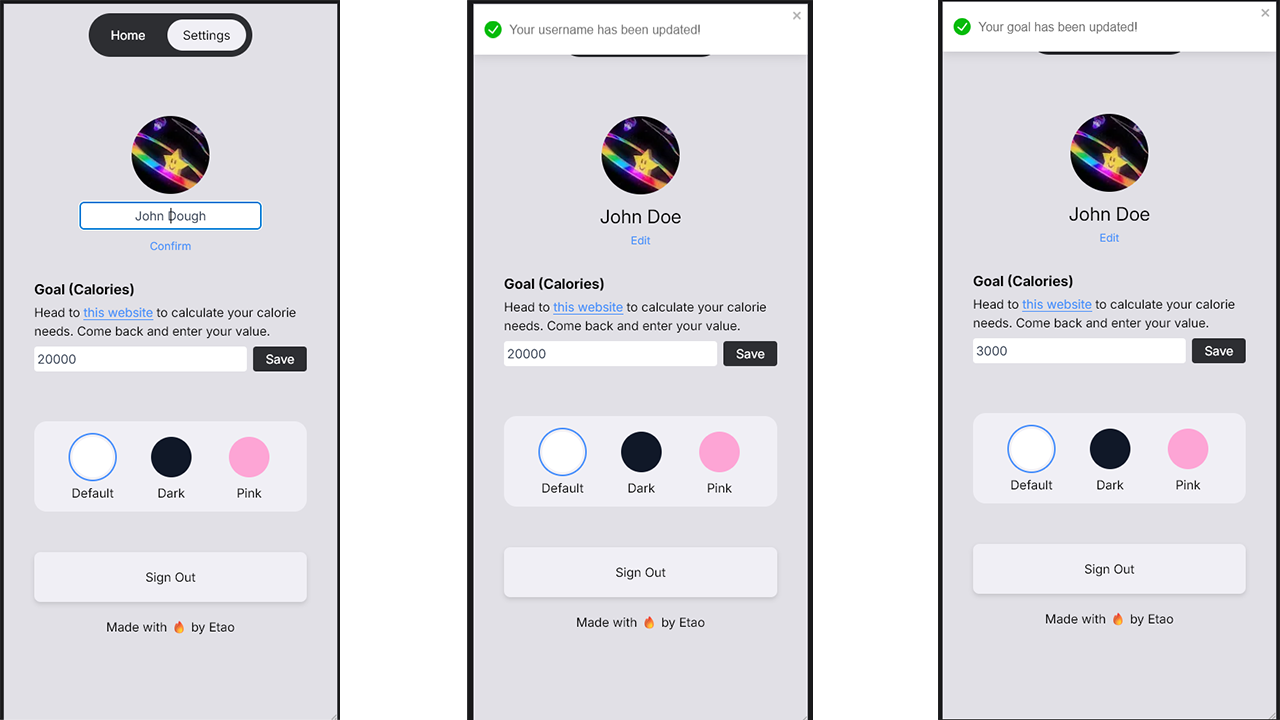 Home Settings
John Dough
Confirm
Goal (Calories)
Head to this website to calculate your calorie
needs. Come back and enter your value.
20000 Save
Default Dark Pink
Sign Out
Made with 🔥 by Etao
Your username has been updated!
John Doe
Edit
Goal (Calories)
Head to this website to calculate your calorie
needs. Come back and enter your value.
20000 Save
Default Dark Pink
Sign Out
Made with 🔥 by Etao
Your goal has been updated!
John Doe
Edit
Goal (Calories)
Head to this website to calculate your calorie
needs. Come back and enter your value.
3000 Save
Default Dark Pink
Sign Out
Made with 🔥 by Etao